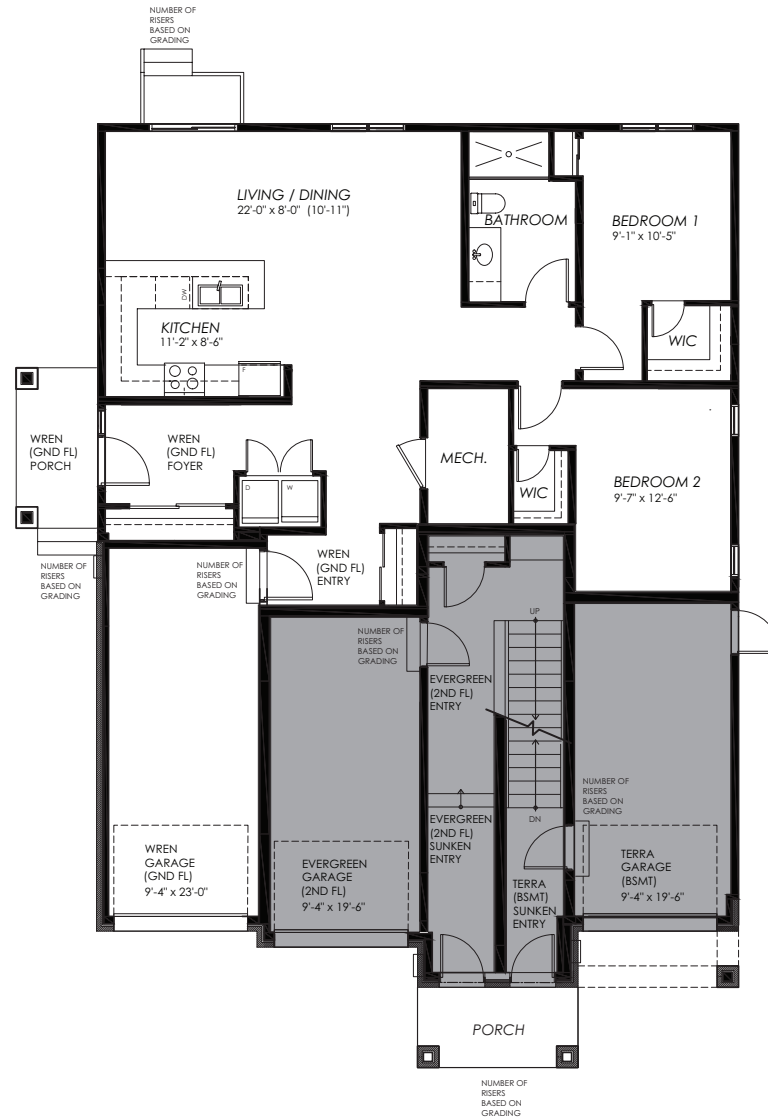 NUMBER OF
RISERS
BASED ON
GRADING
LIVING / DINING
22'-0" x 8'-0" (10'-11")
BATHROOM
BEDROOM 1
9'-1" x 10'-5"
DW
KITCHEN
11'-2" x 8'-6"
F
WIC
WREN
(GND FL)
PORCH
WREN
(GND FL)
FOYER
MECH.
D
W
WIC
BEDROOM 2
9'-7" x 12'-6"
NUMBER OF
RISERS
BASED ON
GRADING
NUMBER OF
RISERS
BASED ON
GRADING
WREN
(GND FL)
ENTRY
NUMBER OF
RISERS
BASED ON
GRADING
UP
EVERGREEN
(2ND FL)
ENTRY
NUMBER OF
RISERS
BASED ON
GRADING
DN
EVERGREEN
(2ND FL)
SUNKEN
ENTRY
WREN
GARAGE
(GND FL)
9'-4" x 23'-0"
EVERGREEN
GARAGE
(2ND FL)
9'-4" x 19'-6"
TERRA
(BSMT)
SUNKEN
ENTRY
TERRA
GARAGE
(BSMT)
9'-4" x 19'-6"
PORCH
NUMBER OF
RISERS
BASED ON
GRADING